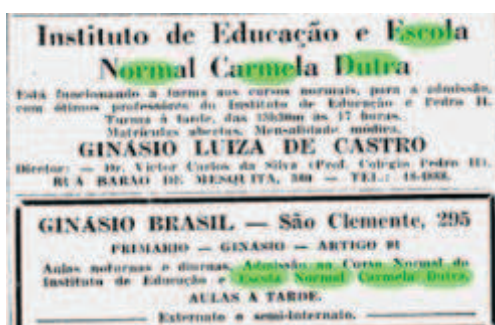 Instituto de Educação e Escola
Normal Carmela Dutra
Está funcionando a turma aos cursos normais, para a admissão,
com ótimos professôres do Instituto de Educação e Pedro II.
Turma à tarde, das 13h30m às 17 horas.
Matrículas abertas. Mensalidade módica.
GINÁSIO LUIZA DE CASTRO
Diretor: — Dr. Victor Carlos da Silva (Prof. Colégio Pedro II).
RUA BARÃO DE MESQUITA, — TEL.:
GINÁSIO BRASIL — São Clemente, 295
PRIMÁRIO — GINÁSIO — ARTIGO 91
Aulas noturnas e diurnas. Admissão ao Curso Normal do
Instituto de Educação e Escola Normal Carmela Dutra.
AULAS A TARDE.
Externato e semi-internato.